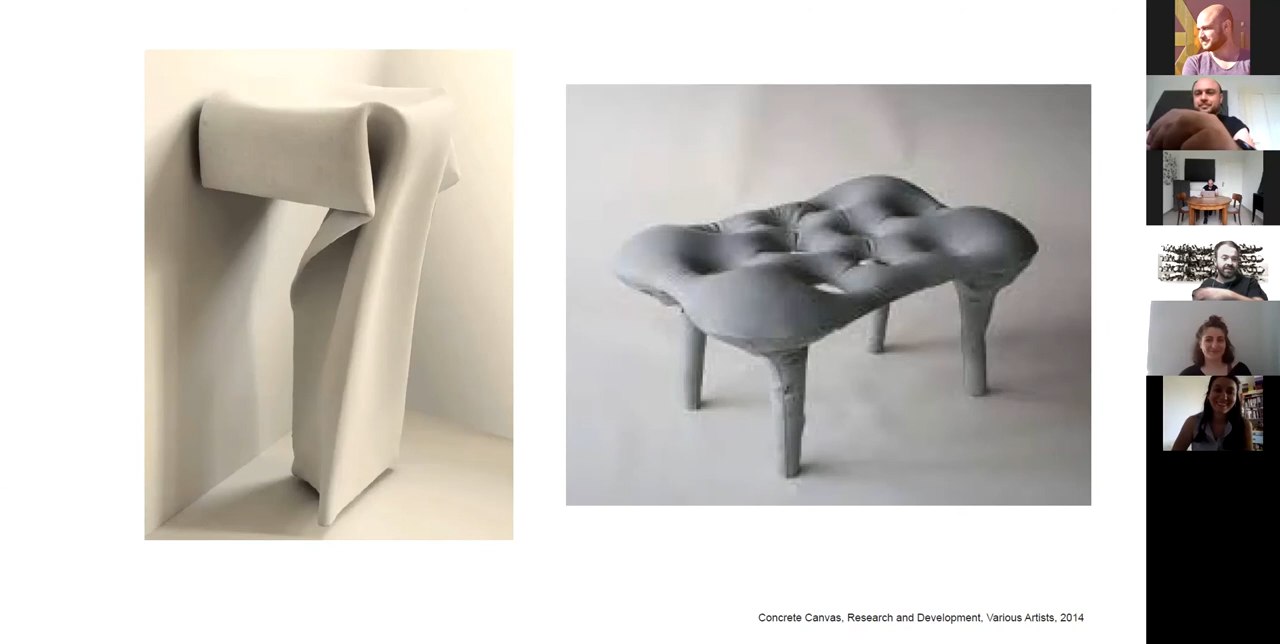 Concrete Canvas, Research and Development, Various Artists, 2014